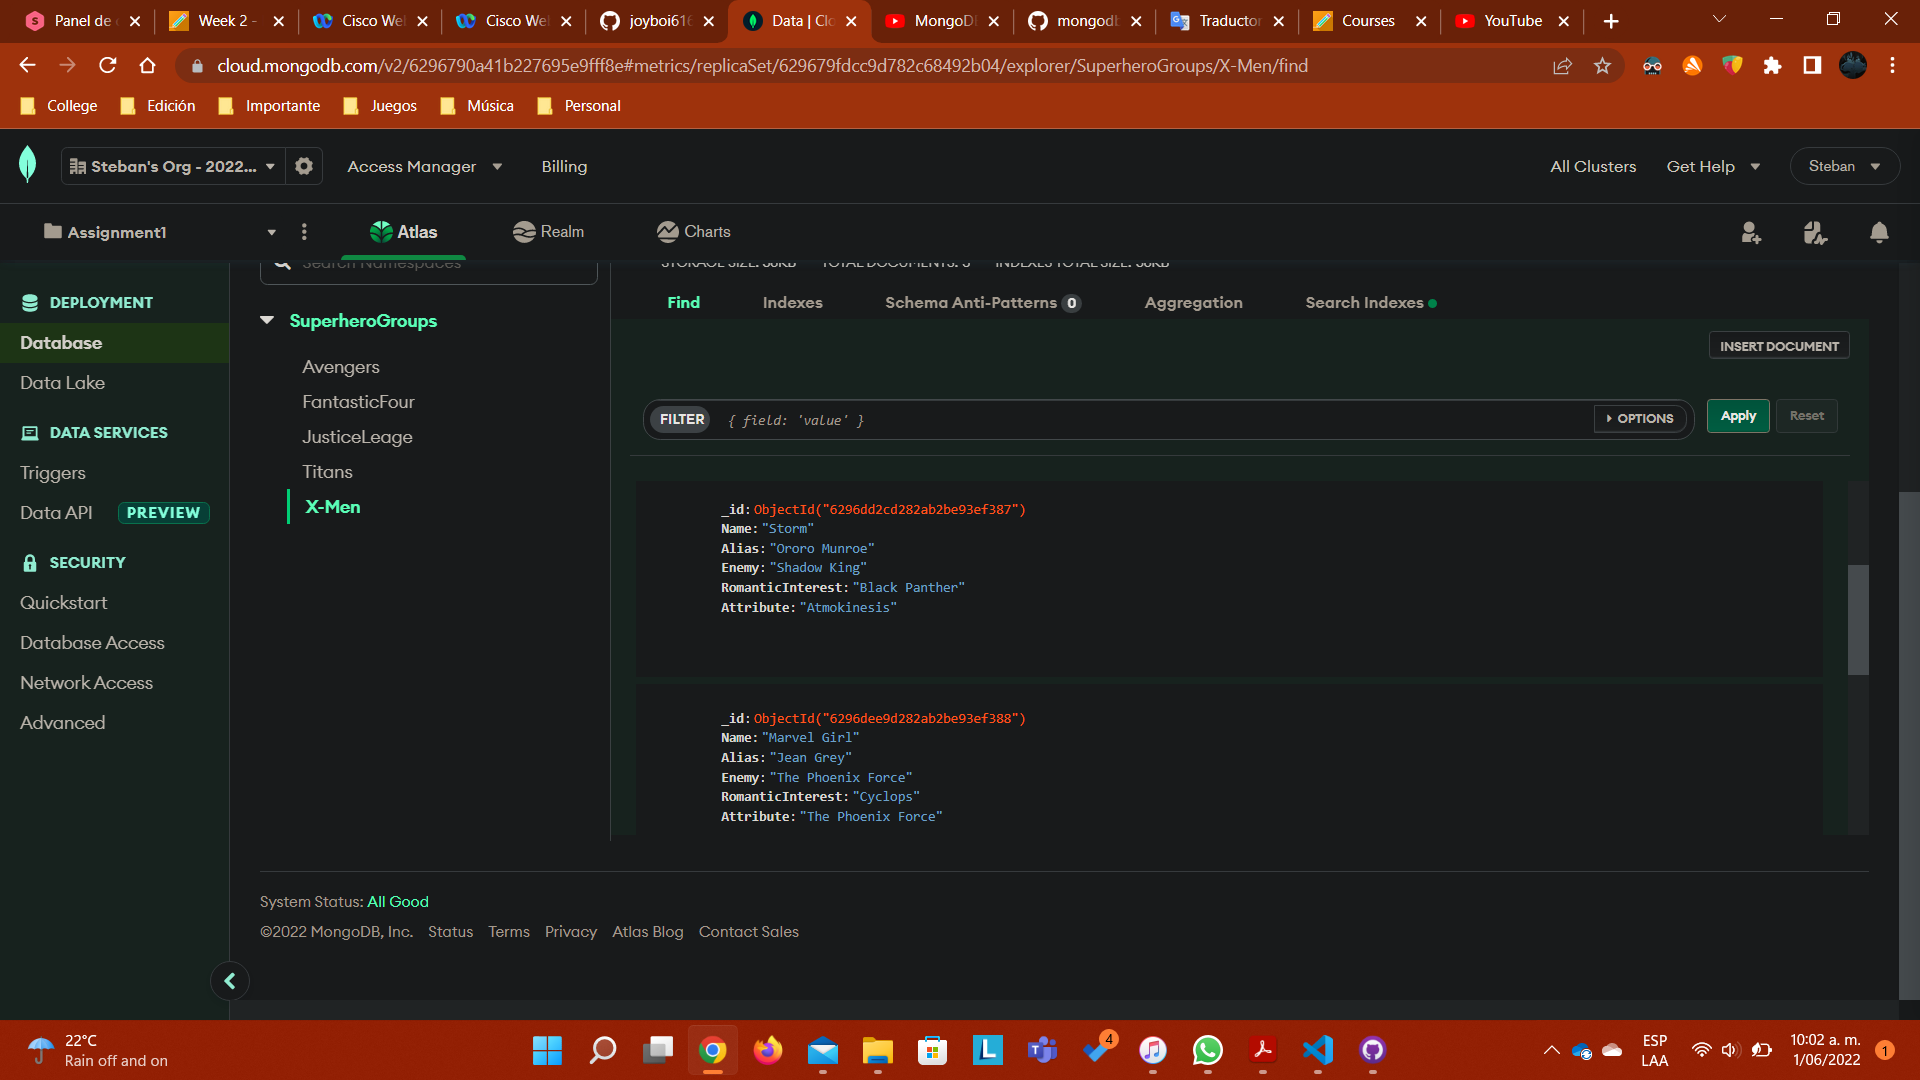 Panel de
Week 2 -
Cisco We
Cisco We
joyboi616
Data | Clo
MongoD
mongodb
Traductor
Courses
YouTube
cloud.mongodb.com/v2/6296790a41b227695e9fff8e#metrics/replicaSet/629679fdcc9d782c68492b04/explorer/SuperheroGroups/X-Men/find
College
Edición
Importante
Juegos
Música
Personal
Steban's Org - 2022...
Access Manager
Billing
All Clusters
Get Help
Steban
Assignment1
Atlas
Realm
Charts
Search Namespaces
STORAGE SIZE: 36KB TOTAL DOCUMENTS: 5 INDEXES TOTAL SIZE: 36KB
DEPLOYMENT
Database
Data Lake
DATA SERVICES
Triggers
Data API PREVIEW
SECURITY
Quickstart
Database Access
Network Access
Advanced
SuperheroGroups
Avengers
FantasticFour
JusticeLeage
Titans
X-Men
Find
Indexes
Schema Anti-Patterns 0
Aggregation
Search Indexes
INSERT DOCUMENT
FILTER { field: 'value' }
OPTIONS
Apply
Reset
_id: ObjectId("6296dd2cd282ab2be93ef387")
Name: "Storm"
Alias: "Ororo Munroe"
Enemy: "Shadow King"
RomanticInterest: "Black Panther"
Attribute: "Atmokinesis"
_id: ObjectId("6296dee9d282ab2be93ef388")
Name: "Marvel Girl"
Alias: "Jean Grey"
Enemy: "The Phoenix Force"
RomanticInterest: "Cyclops"
Attribute: "The Phoenix Force"
System Status: All Good
©2022 MongoDB, Inc. Status Terms Privacy Atlas Blog Contact Sales
22°C
Rain off and on
4
ESP
LAA
10:02 a. m.
1/06/2022
1